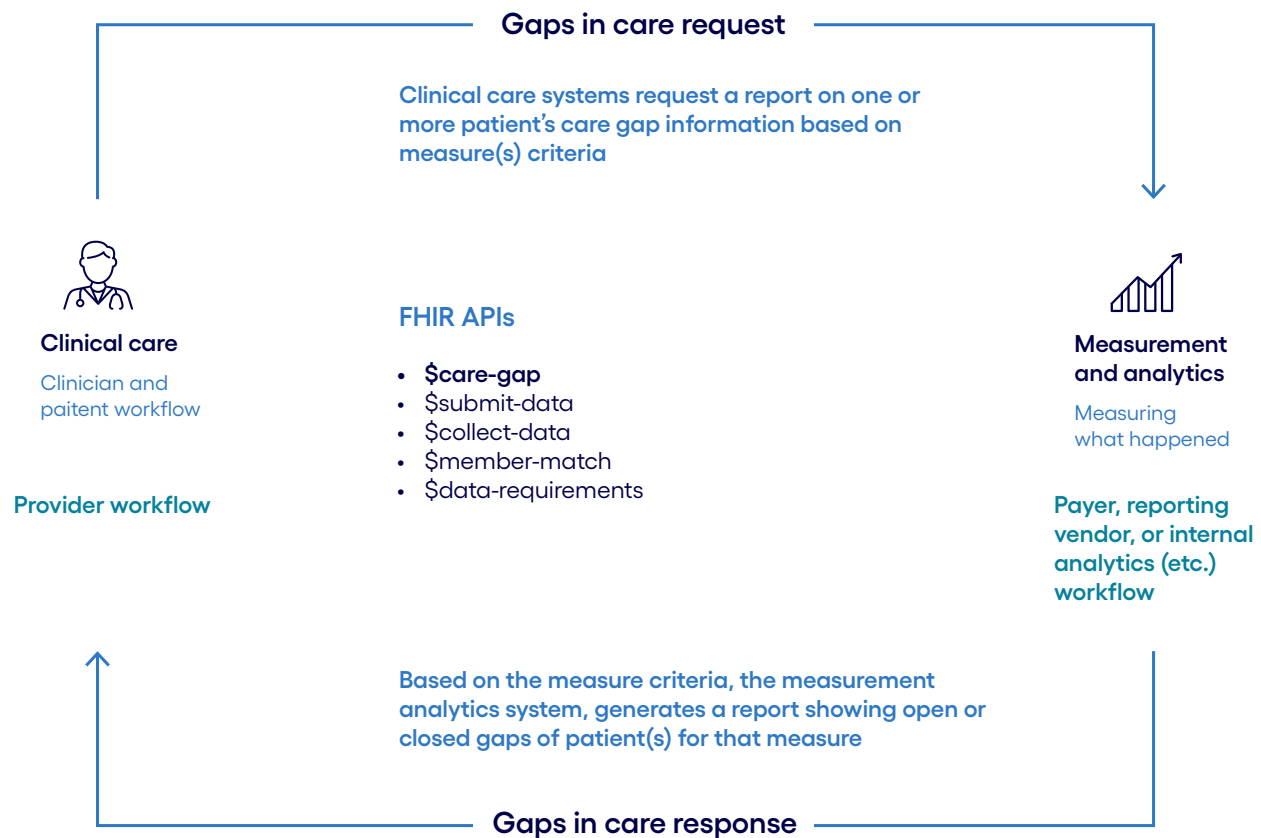 Gaps in care request
Clinical care systems request a report on one or
more patient’s care gap information based on
measure(s) criteria
Clinical care
Clinician and
paitent workflow
Provider workflow
FHIR APIs
• $care-gap
• $submit-data
• $collect-data
• $member-match
• $data-requirements
Measurement
and analytics
Measuring
what happened
Payer, reporting
vendor, or internal
analytics (etc.)
workflow
Based on the measure criteria, the measurement
analytics system, generates a report showing open or
closed gaps of patient(s) for that measure
Gaps in care response